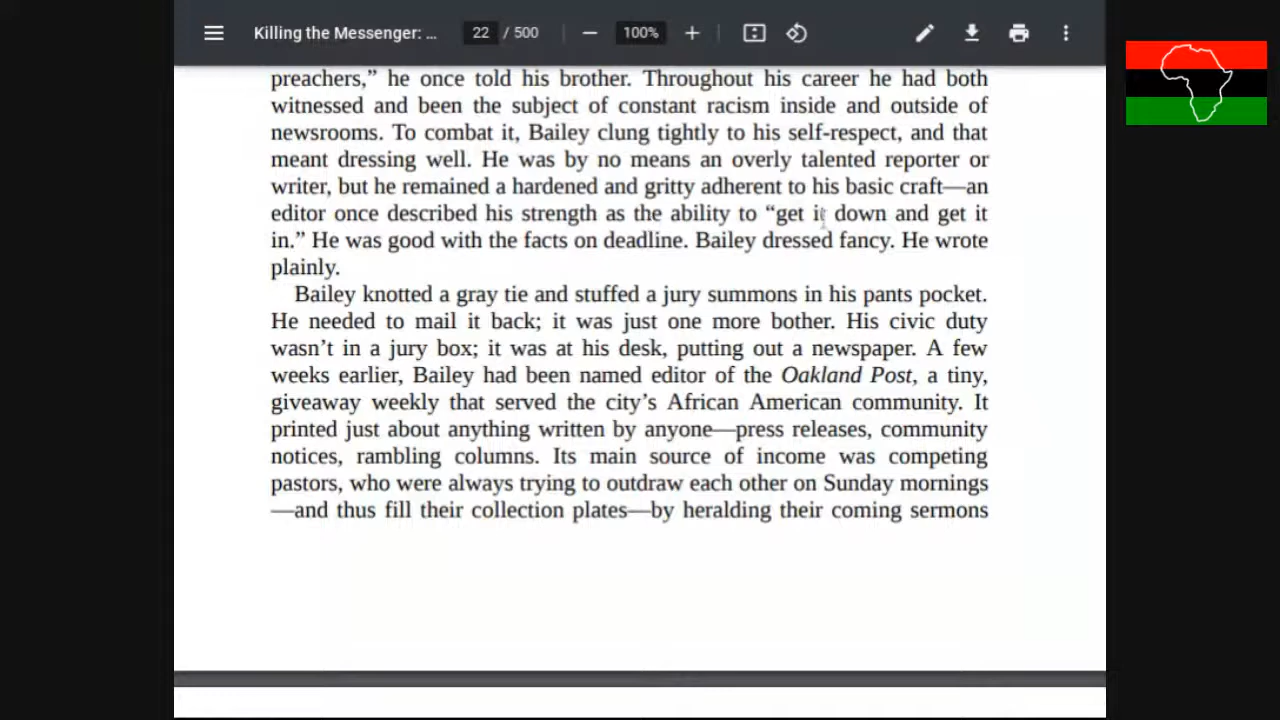 Killing the Messenger: ...
22 / 500
100%
preachers,” he once told his brother. Throughout his career he had both
witnessed and been the subject of constant racism inside and outside of
newsrooms. To combat it, Bailey clung tightly to his self-respect, and that
meant dressing well. He was by no means an overly talented reporter or
writer, but he remained a hardened and gritty adherent to his basic craft—an
editor once described his strength as the ability to “get it down and get it
in.” He was good with the facts on deadline. Bailey dressed fancy. He wrote
plainly.
Bailey knotted a gray tie and stuffed a jury summons in his pants pocket.
He needed to mail it back; it was just one more bother. His civic duty
wasn’t in a jury box; it was at his desk, putting out a newspaper. A few
weeks earlier, Bailey had been named editor of the Oakland Post, a tiny,
giveaway weekly that served the city’s African American community. It
printed just about anything written by anyone—press releases, community
notices, rambling columns. Its main source of income was competing
pastors, who were always trying to outdraw each other on Sunday mornings
—and thus fill their collection plates—by heralding their coming sermons